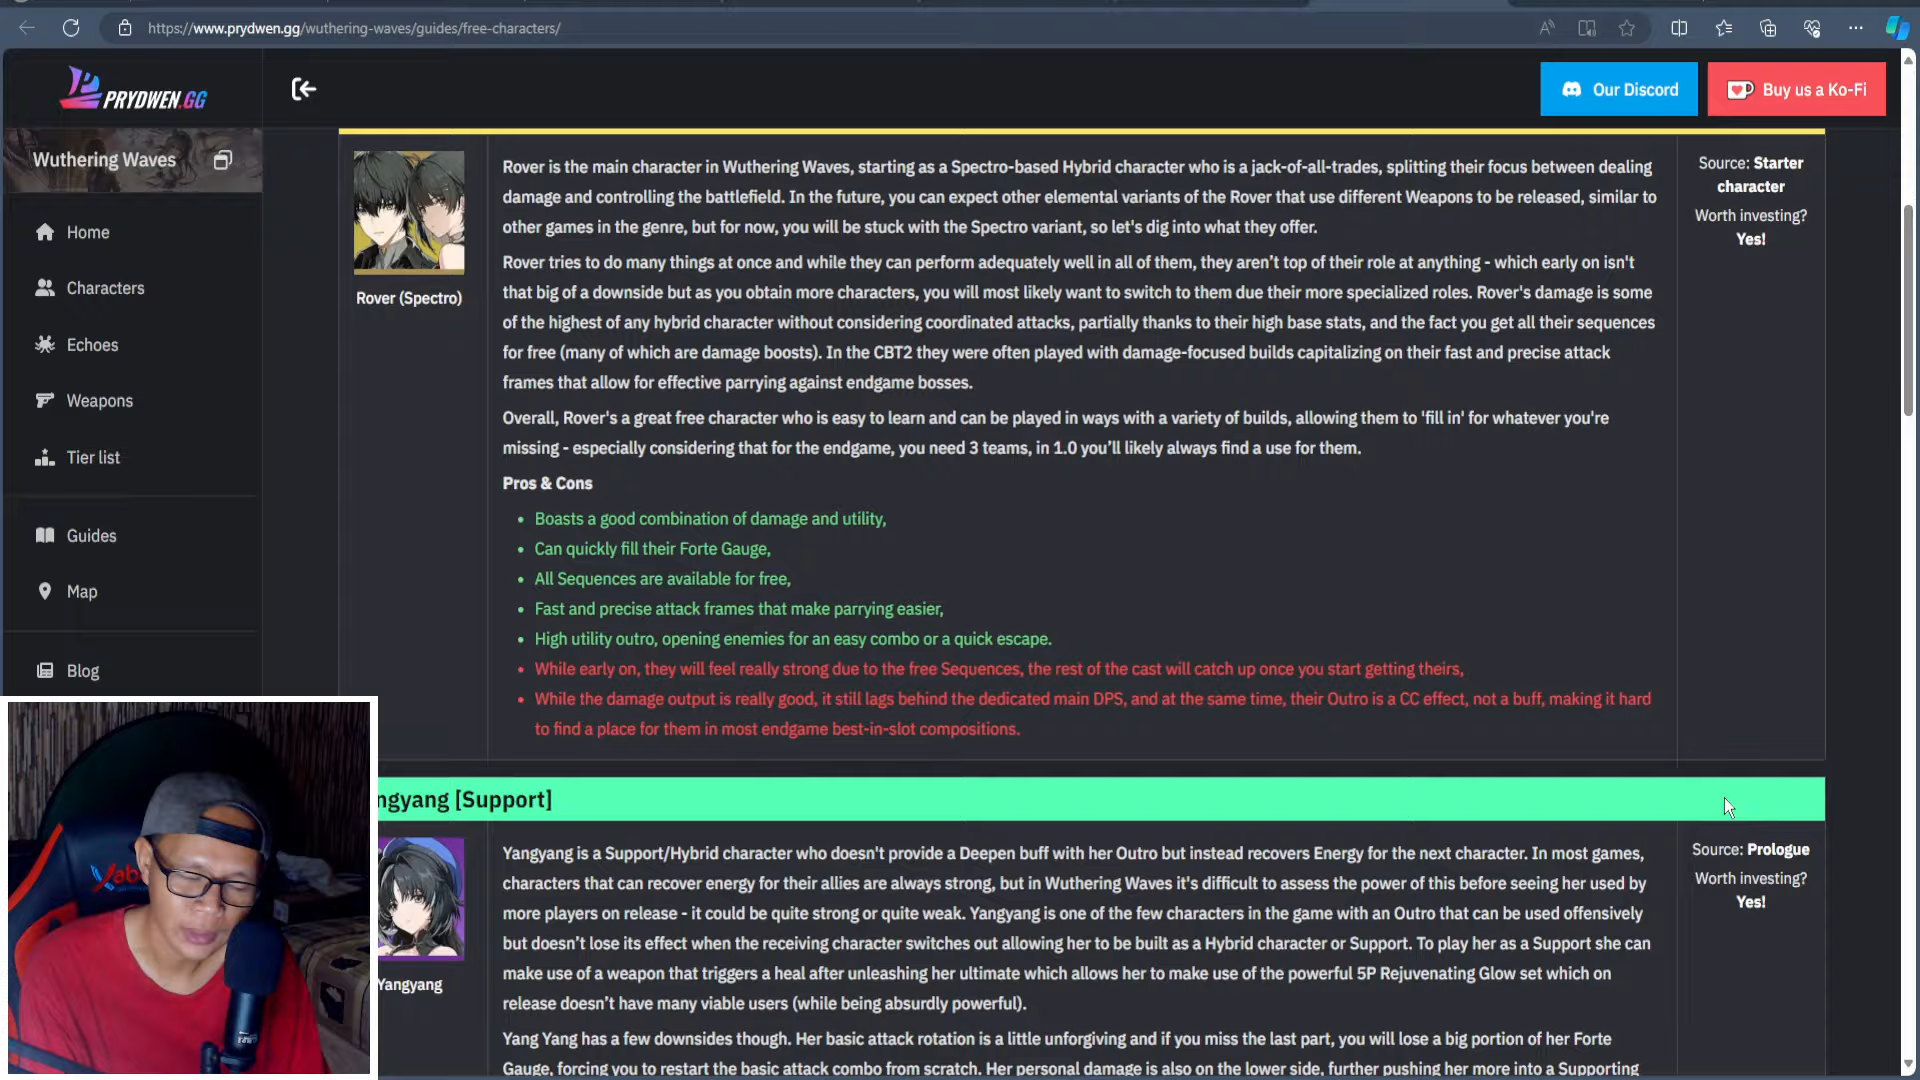 https://www.prydwen.gg/wuthering-waves/guides/free-characters/
PRYDWEN.GG
Our Discord
Buy us a Ko-Fi
Wuthering Waves
Home
Characters
Echoes
Weapons
Tier list
Guides
Map
Blog
Rover (Spectro)
Rover is the main character in Wuthering Waves, starting as a Spectro-based Hybrid character who is a jack-of-all-trades, splitting their focus between dealing
damage and controlling the battlefield. In the future, you can expect other elemental variants of the Rover that use different Weapons to be released, similar to
other games in the genre, but for now, you will be stuck with the Spectro variant, so let's dig into what they offer.
Rover tries to do many things at once and while they can perform adequately well in all of them, they aren't top of their role at anything - which early on isn't
that big of a downside but as you obtain more characters, you will most likely want to switch to them due their more specialized roles. Rover's damage is some
of the highest of any hybrid character without considering coordinated attacks, partially thanks to their high base stats, and the fact you get all their sequences
for free (many of which are damage boosts). In the CBT2 they were often played with damage-focused builds capitalizing on their fast and precise attack
frames that allow for effective parrying against endgame bosses.
Overall, Rover's a great free character who is easy to learn and can be played in ways with a variety of builds, allowing them to 'fill in' for whatever you're
missing - especially considering that for the endgame, you need 3 teams, in 1.0 you'll likely always find a use for them.
Pros & Cons
• Boasts a good combination of damage and utility,
• Can quickly fill their Forte Gauge,
• All Sequences are available for free,
• Fast and precise attack frames that make parrying easier,
• High utility outro, opening enemies for an easy combo or a quick escape.
• While early on, they will feel really strong due to the free Sequences, the rest of the cast will catch up once you start getting theirs,
• While the damage output is really good, it still lags behind the dedicated main DPS, and at the same time, their Outro is a CC effect, not a buff, making it hard
to find a place for them in most endgame best-in-slot compositions.
Source: Starter
character
Worth investing?
Yes!
ngyang [Support]
Yangyang
Yangyang is a Support/Hybrid character who doesn't provide a Deepen buff with her Outro but instead recovers Energy for the next character. In most games,
characters that can recover energy for their allies are always strong, but in Wuthering Waves it's difficult to assess the power of this before seeing her used by
more players on release - it could be quite strong or quite weak. Yangyang is one of the few characters in the game with an Outro that can be used offensively
but doesn't lose its effect when the receiving character switches out allowing her to be built as a Hybrid character or Support. To play her as a Support she can
make use of a weapon that triggers a heal after unleashing her ultimate which allows her to make use of the powerful 5P Rejuvenating Glow set which on
release doesn't have many viable users (while being absurdly powerful).
Yang Yang has a few downsides though. Her basic attack rotation is a little unforgiving and if you miss the last part, you will lose a big portion of her Forte
Gauge, forcing you to restart the basic attack combo from scratch. Her personal damage is also on the lower side, further pushing her more into a Supporting
Source: Prologue
Worth investing?
Yes!